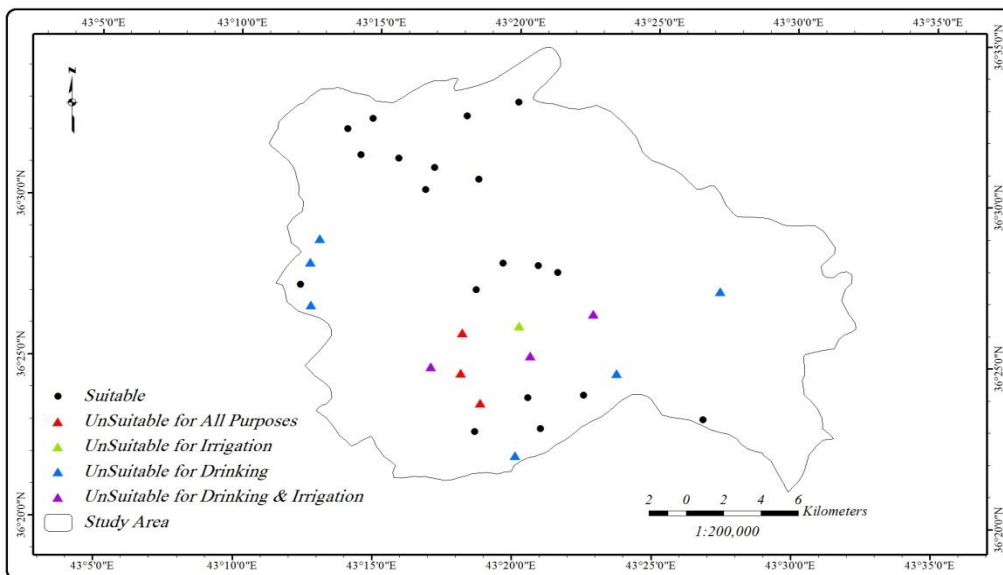 43°5'0"E 43°10'0"E 43°15'0"E 43°20'0"E 43°25'0"E 43°30'0"E 43°35'0"E
36°35'0"N
N
36°30'0"N 36°30'0"N
36°25'0"N 36°25'0"N
Suitable
UnSuitable for All Purposes
UnSuitable for Irrigation
UnSuitable for Drinking
UnSuitable for Drinking & Irrigation
Study Area
2 0 2 4 6
Kilometers
1:200,000
36°20'0"N 36°20'0"N
43°5'0"E 43°10'0"E 43°15'0"E 43°20'0"E 43°25'0"E 43°30'0"E